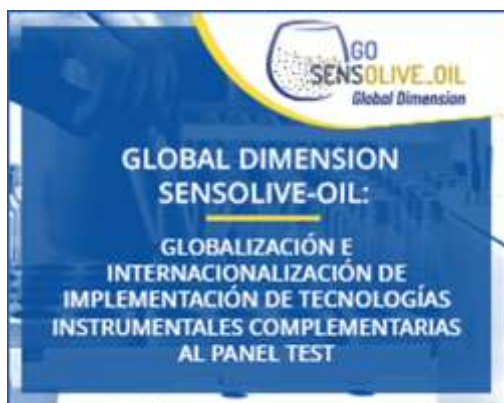 GO
SENSOLIVE_OIL
Global Dimension
GLOBAL DIMENSION
SENSOLIVE-OIL:
GLOBALIZACIÓN E
INTERNACIONALIZACIÓN DE
IMPLEMENTACIÓN DE TECNOLOGÍAS
INSTRUMENTALES COMPLEMENTARIAS
AL PANEL TEST